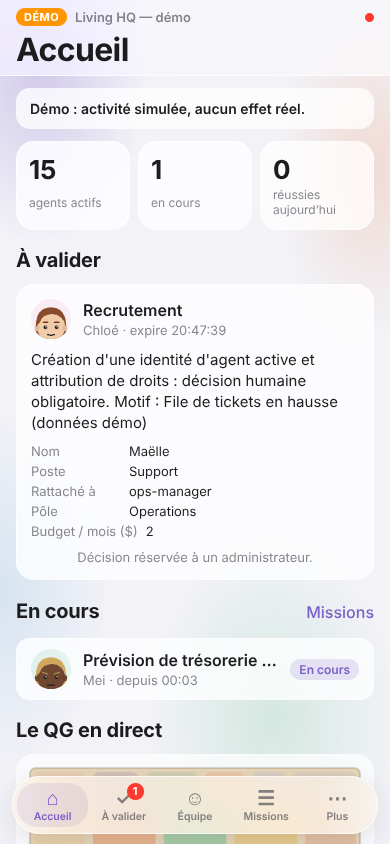 DÉMO Living HQ — démo
Accueil
Démo : activité simulée, aucun effet réel.
15
agents actifs
1
en cours
0
réussies
aujourd'hui
À valider
Recrutement
Chloé · expire 20:47:39
Création d'une identité d'agent active et
attribution de droits : décision humaine
obligatoire. Motif : File de tickets en hausse
(données démo)
Nom Maëlle
Poste Support
Rattaché à ops-manager
Pôle Operations
Budget / mois ($) 2
Décision réservée à un administrateur.
En cours Missions
Prévision de trésorerie ... En cours
Mei · depuis 00:03
Le QG en direct
1
Accueil À valider Équipe Missions Plus